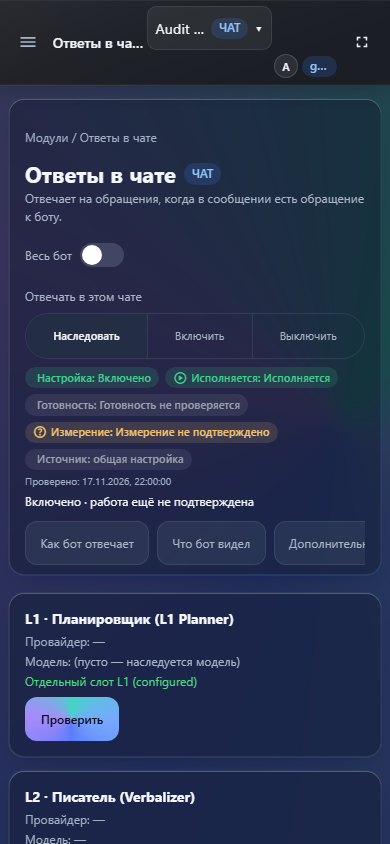 Ответы в ча...
Audit ... ЧАТ
A g...
Модули / Ответы в чате
Ответы в чате ЧАТ
Отвечает на обращения, когда в сообщении есть обращение
к боту.
Весь бот
Отвечать в этом чате
Наследовать Включить Выключить
Настройка: Включено Исполняется: Исполняется
Готовность: Готовность не проверяется
Измерение: Измерение не подтверждено
Источник: общая настройка
Проверено: 17.11.2026, 22:00:00
Включено · работа ещё не подтверждена
Как бот отвечает Что бот видел
L1 · Планировщик (L1 Planner)
Провайдер: —
Модель: (пусто — наследуется модель)
Отдельный слот L1 (configured)
Проверить
L2 · Писатель (Verbalizer)
Провайдер: —
Модель: —